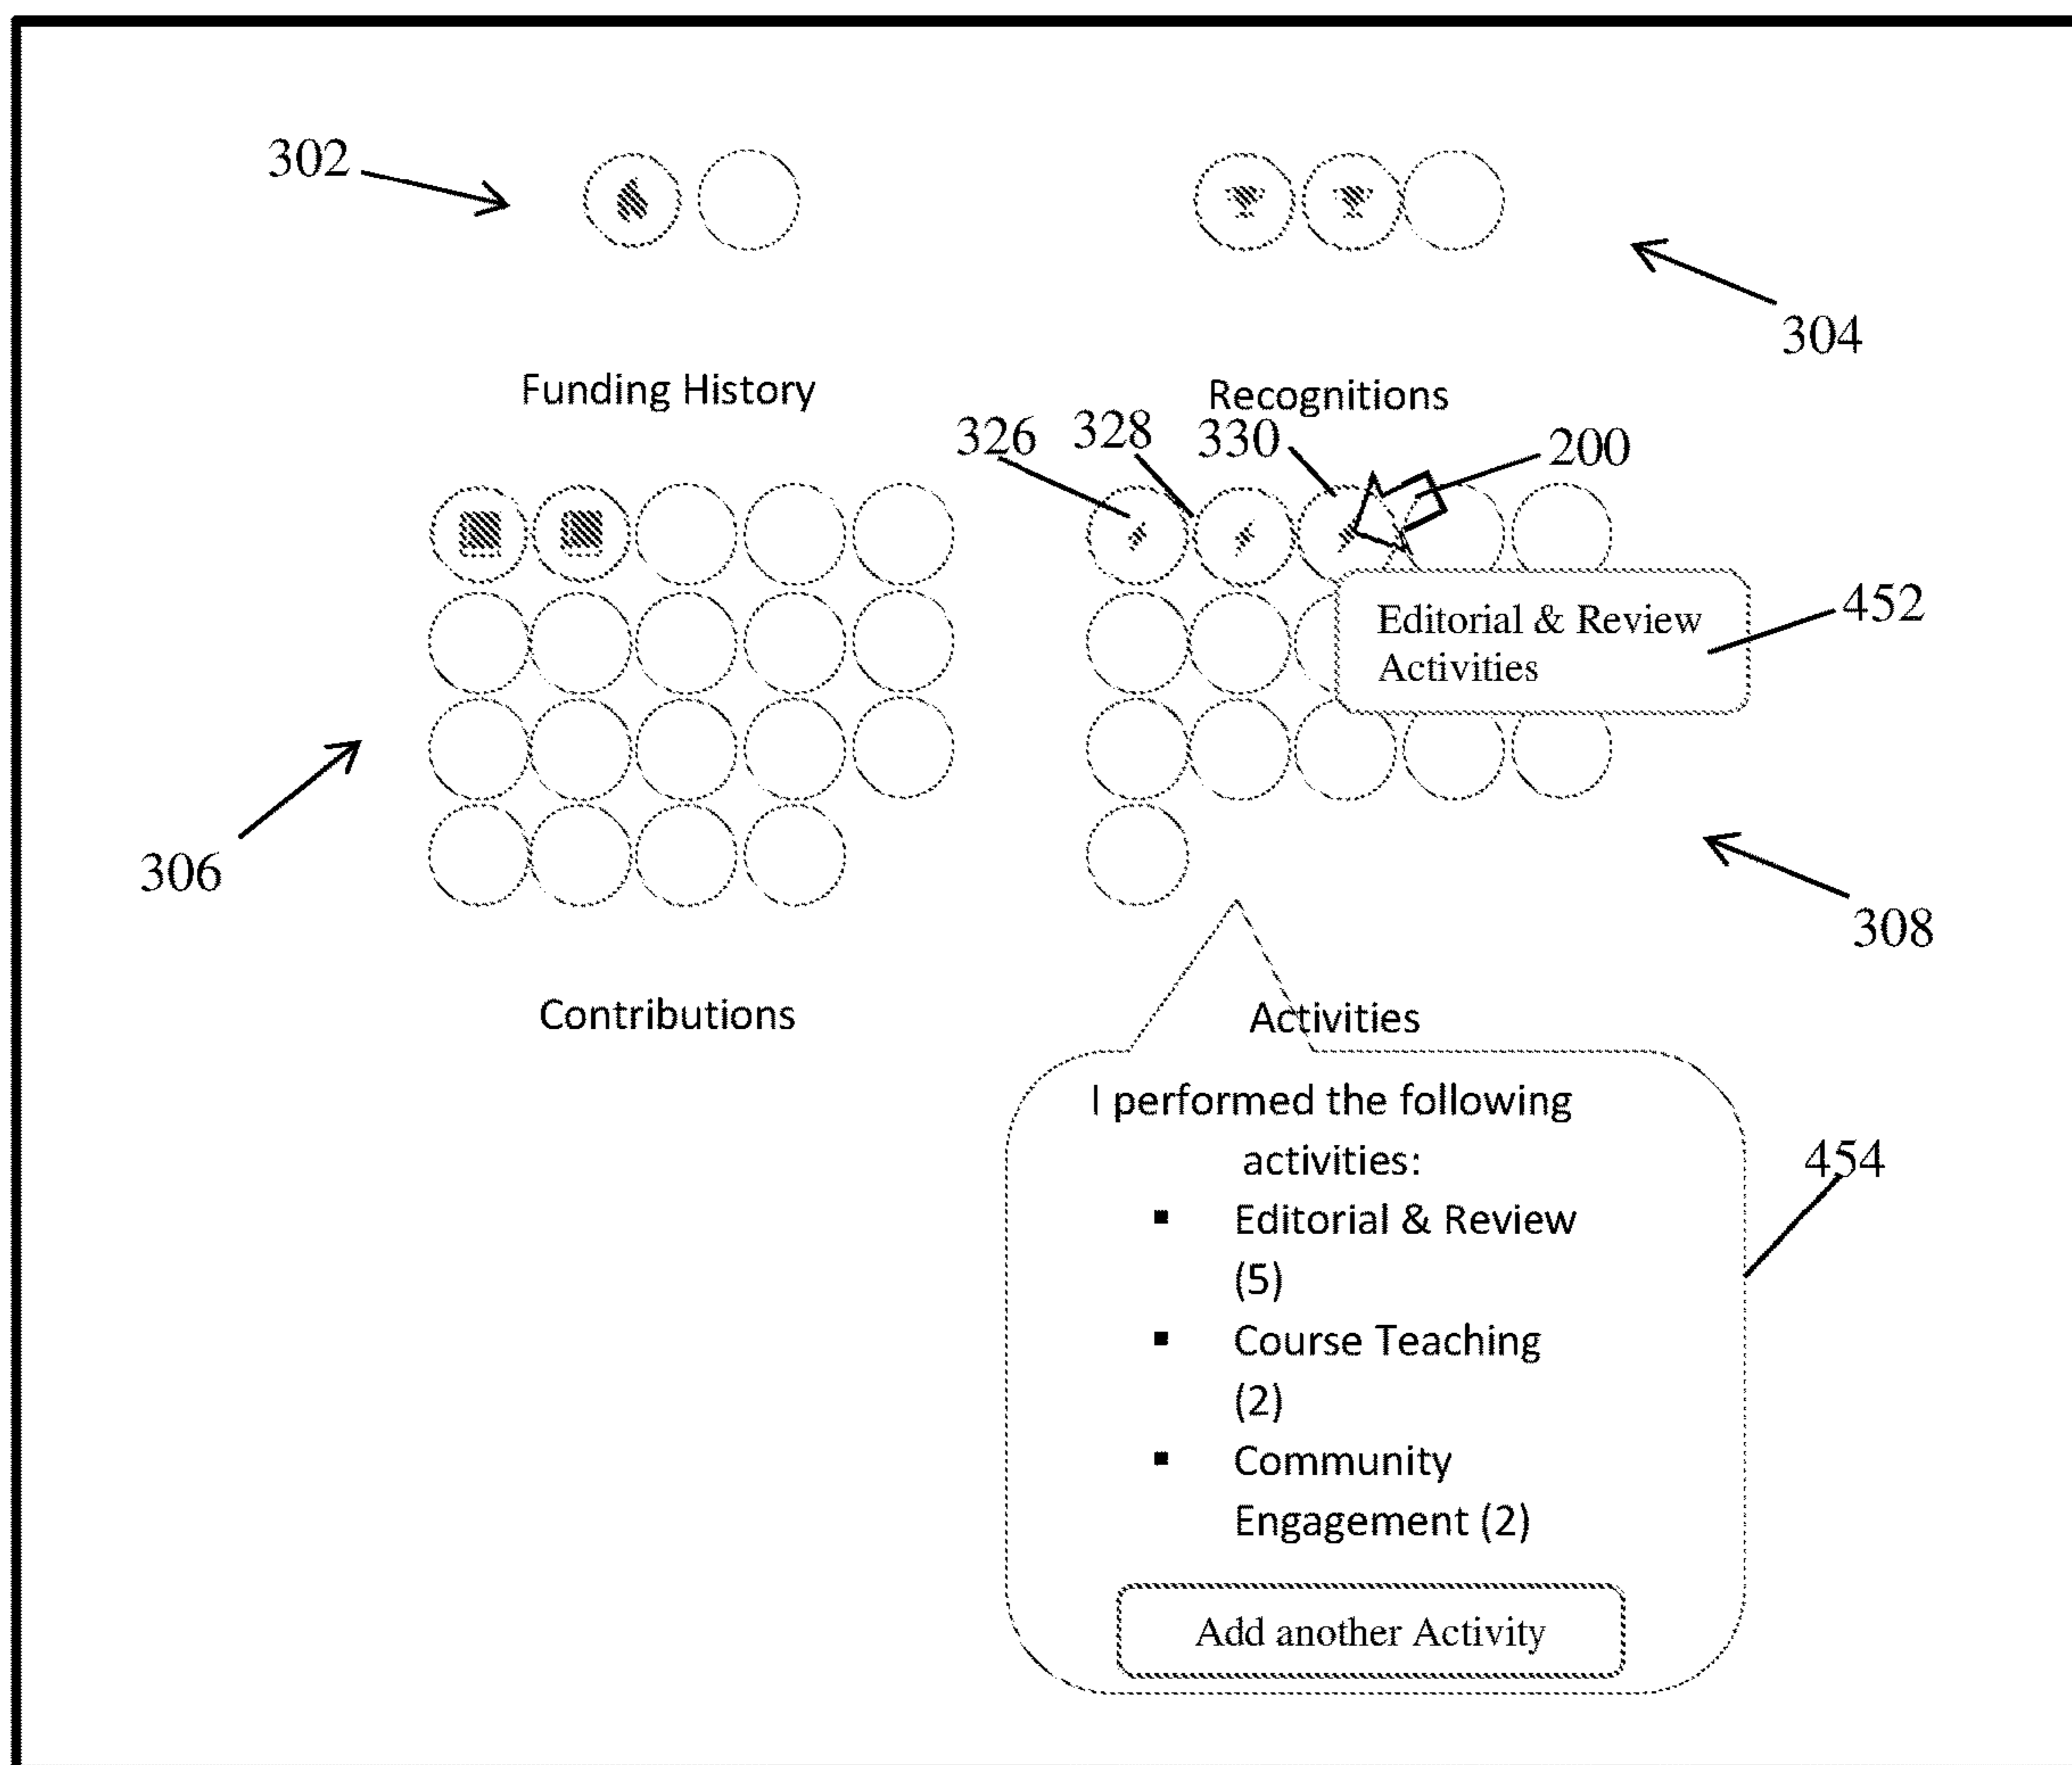 302
304
Funding History
Recognitions
326
328
330
200
452
Editorial & Review
Activities
306
308
Contributions
Activities
I performed the following
activities:
▪ Editorial & Review
(5)
▪ Course Teaching
(2)
▪ Community
Engagement (2)
454
Add another Activity